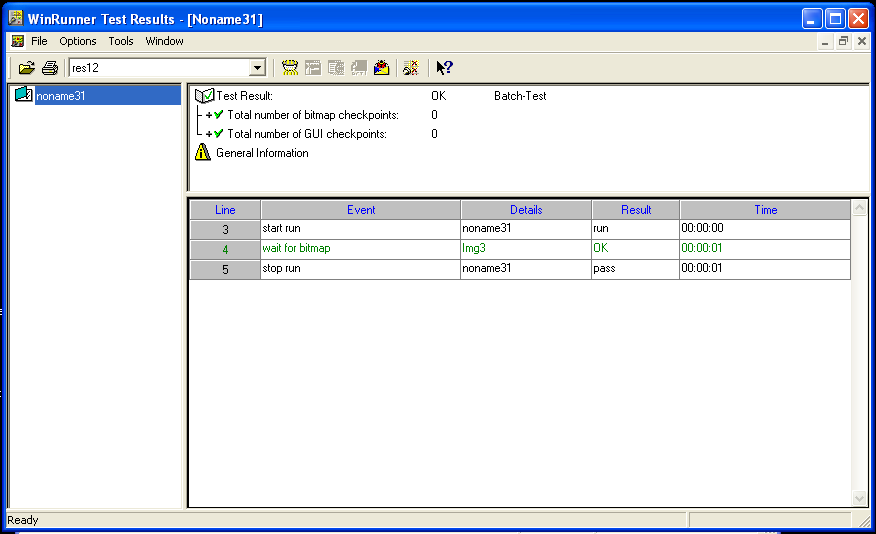 WinRunner Test Results - [Noname31]
File Options Tools Window
res12
noname31
Test Result: OK Batch-Test
Total number of bitmap checkpoints: 0
Total number of GUI checkpoints: 0
General Information
Line Event Details Result Time
3 start run noname31 run 00:00:00
4 wait for bitmap Img3 OK 00:00:01
5 stop run noname31 pass 00:00:01
Ready